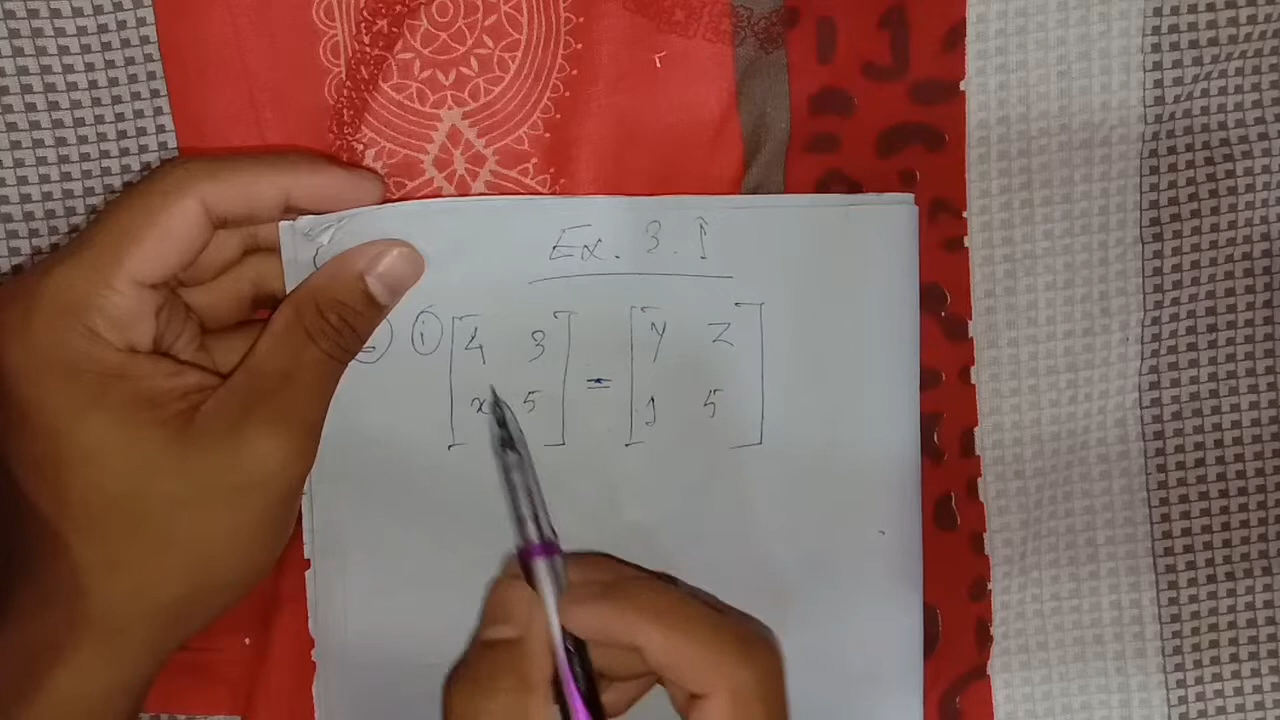 Ex. 3.1
(i) [4 3] = [y z]
[x 5] [1 5]